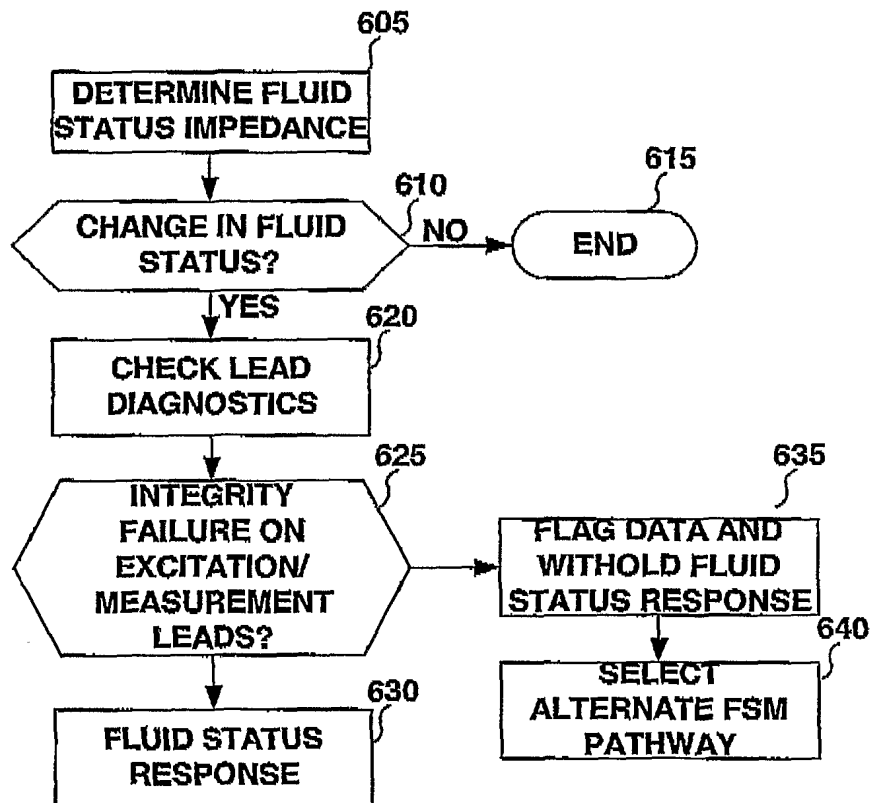 605
DETERMINE FLUID
STATUS IMPEDANCE
610
CHANGE IN FLUID
STATUS?
NO
615
END
YES
620
CHECK LEAD
DIAGNOSTICS
625
INTEGRITY
FAILURE ON
EXCITATION/
MEASUREMENT
LEADS?
635
FLAG DATA AND
WITHOLD FLUID
STATUS RESPONSE
640
SELECT
ALTERNATE FSM
PATHWAY
630
FLUID STATUS
RESPONSE